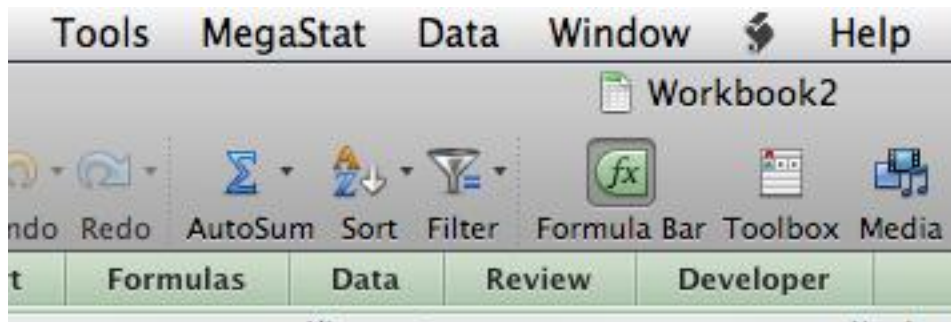 Tools MegaStat Data Window Help
Workbook2
Redo AutoSum Sort Filter Formula Bar Toolbox Media
Formulas Data Review Developer